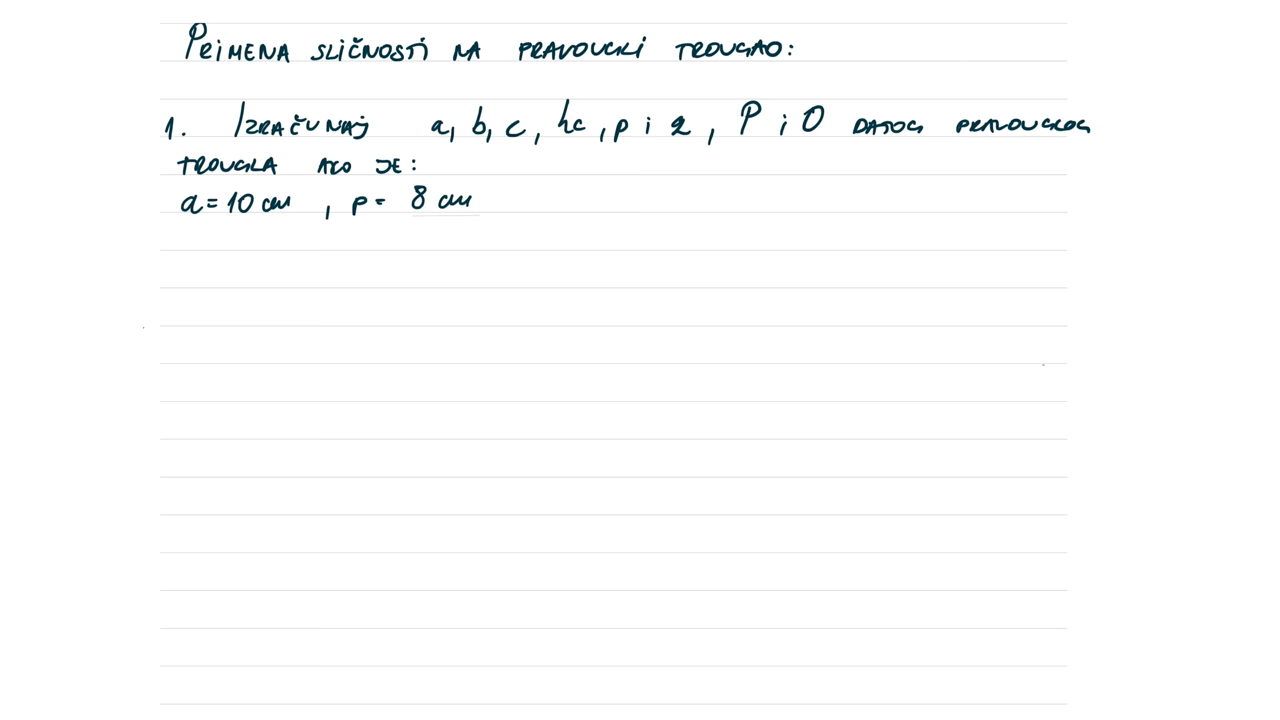 PRIMENA SLIČNOSTI NA PRAVOUGLI TROUGAO:
1. IZRAČUNAJ a, b, c, hc, p i q, P i O DATOG PRAVOUGLOG
TROUGLA AKO JE:
a = 10 cm , p = 8 cm